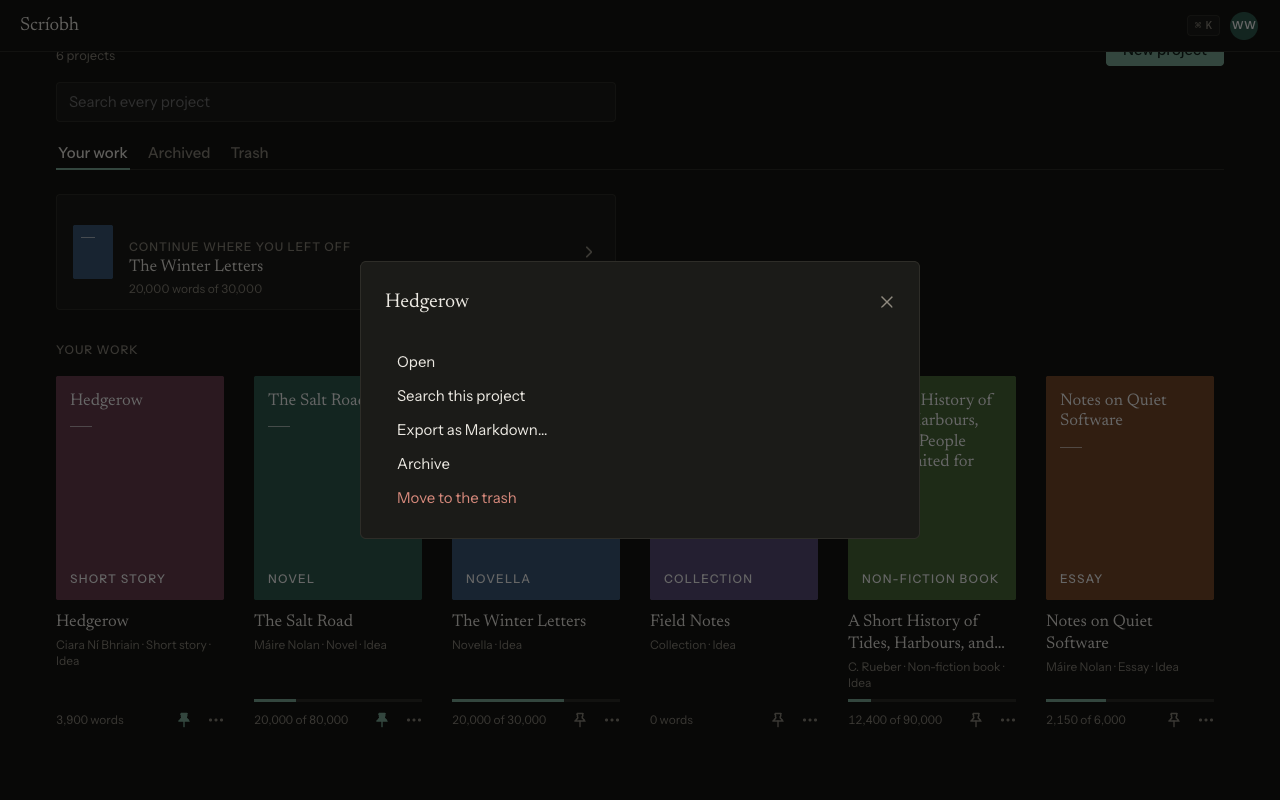 Scríobh
⌘ K
WW
6 projects
New project
Search every project
Your work
Archived
Trash
CONTINUE WHERE YOU LEFT OFF
The Winter Letters
20,000 words of 30,000
Hedgerow
Open
Search this project
Export as Markdown...
Archive
Move to the trash
YOUR WORK
Hedgerow
SHORT STORY
Hedgerow
Ciara Ní Bhriain · Short story ·
Idea
3,900 words
The Salt Road
NOVEL
The Salt Road
Máire Nolan · Novel · Idea
20,000 of 80,000
NOVELLA
The Winter Letters
Novella · Idea
20,000 of 30,000
COLLECTION
Field Notes
Collection · Idea
0 words
History of
arbours,
People
ited for
NON-FICTION BOOK
A Short History of
Tides, Harbours, and...
C. Rueber · Non-fiction book ·
Idea
12,400 of 90,000
Notes on Quiet
Software
ESSAY
Notes on Quiet
Software
Máire Nolan · Essay · Idea
2,150 of 6,000